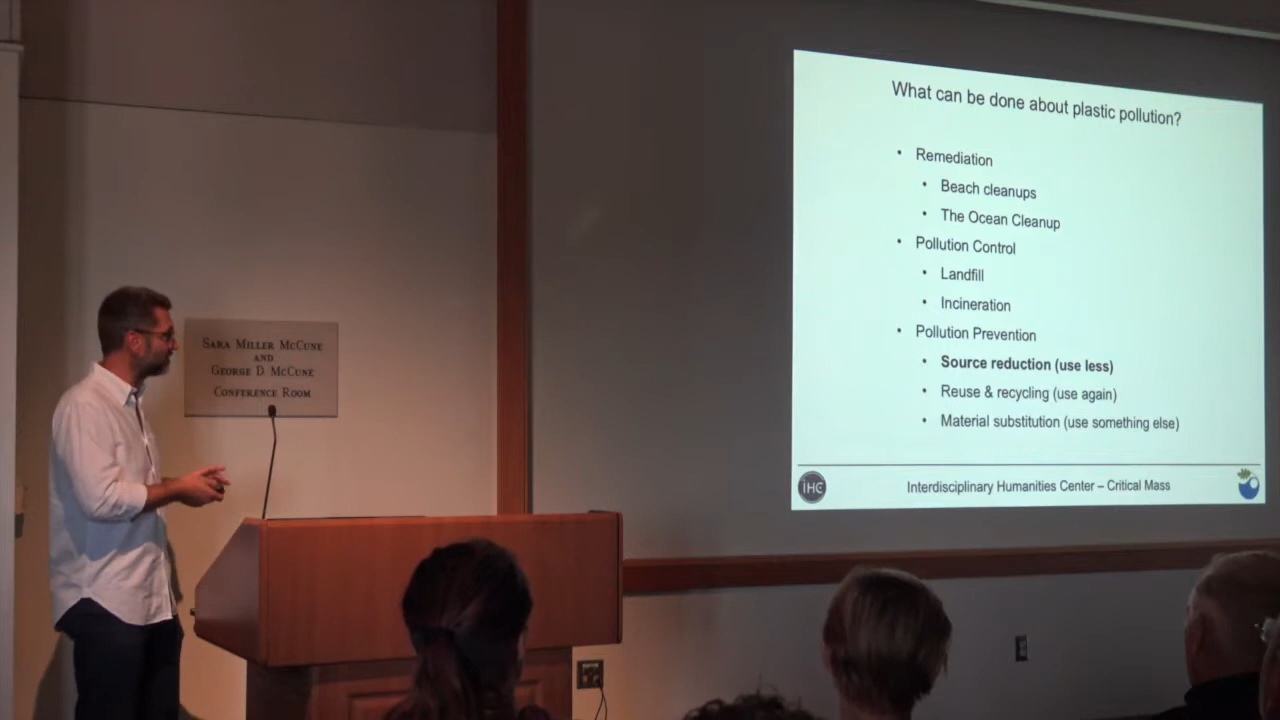 SARA MILLER MCCUNE
AND
GEORGE D. MCCUNE
CONFERENCE ROOM
What can be done about plastic pollution?
• Remediation
• Beach cleanups
• The Ocean Cleanup
• Pollution Control
• Landfill
• Incineration
• Pollution Prevention
• Source reduction (use less)
• Reuse & recycling (use again)
• Material substitution (use something else)
IHC
Interdisciplinary Humanities Center – Critical Mass